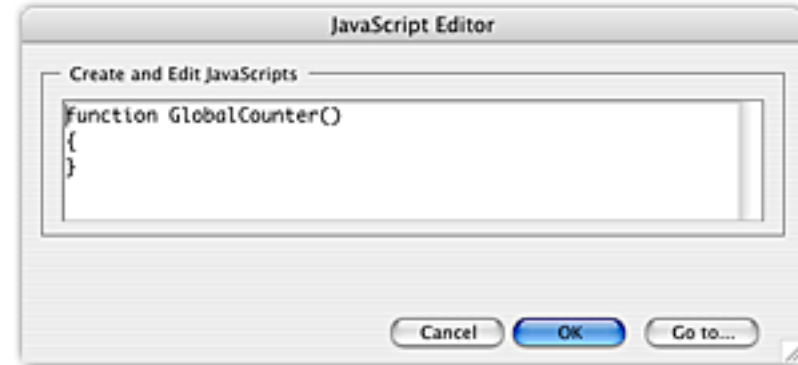 JavaScript Editor
Create and Edit JavaScripts
function GlobalCounter()
{
}
Cancel
OK
Go to...